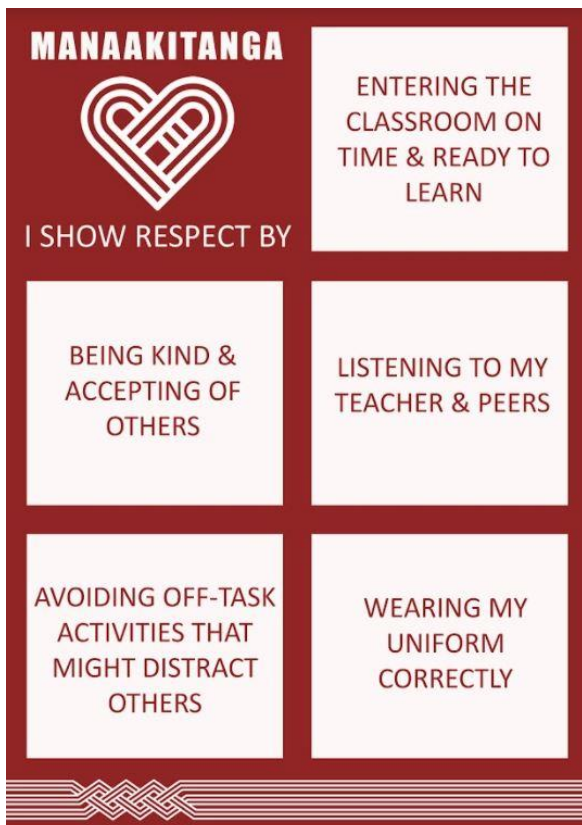 MANAAKITANGA
I SHOW RESPECT BY
ENTERING THE
CLASSROOM ON
TIME & READY TO
LEARN
BEING KIND &
ACCEPTING OF
OTHERS
LISTENING TO MY
TEACHER & PEERS
AVOIDING OFF-TASK
ACTIVITIES THAT
MIGHT DISTRACT
OTHERS
WEARING MY
UNIFORM
CORRECTLY